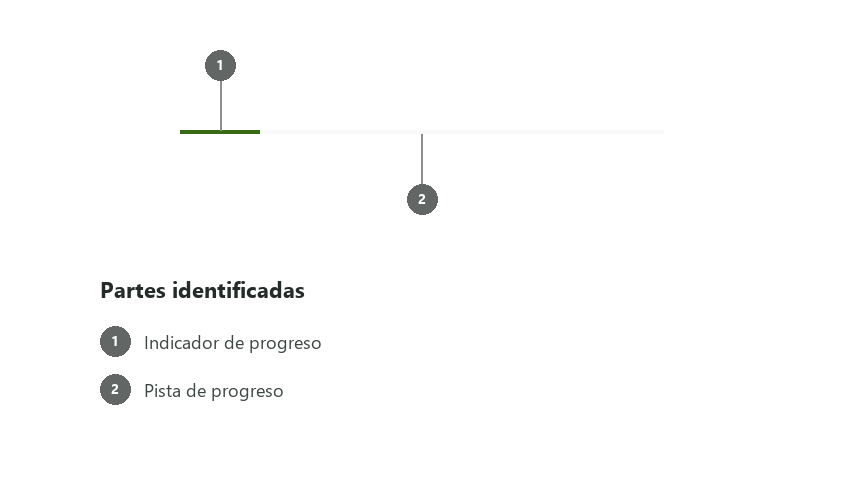 1
2
Partes identificadas
1 Indicador de progreso
2 Pista de progreso